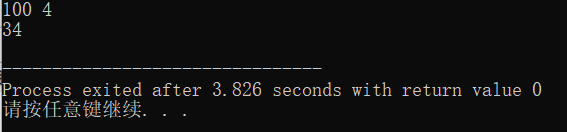 100 4
34
--------------------------------
Process exited after 3.826 seconds with return value 0
请按任意键继续. . .